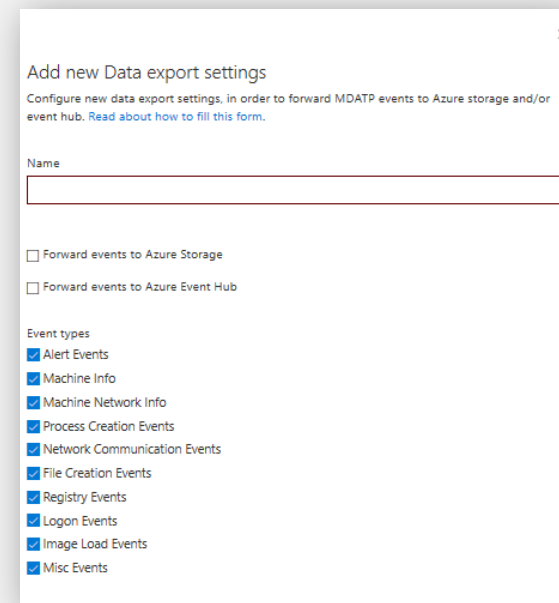 Add new Data export settings
Configure new data export settings, in order to forward MDATP events to Azure storage and/or
event hub. Read about how to fill this form.
Name
Forward events to Azure Storage
Forward events to Azure Event Hub
Event types
Alert Events
Machine Info
Machine Network Info
Process Creation Events
Network Communication Events
File Creation Events
Registry Events
Logon Events
Image Load Events
Misc Events